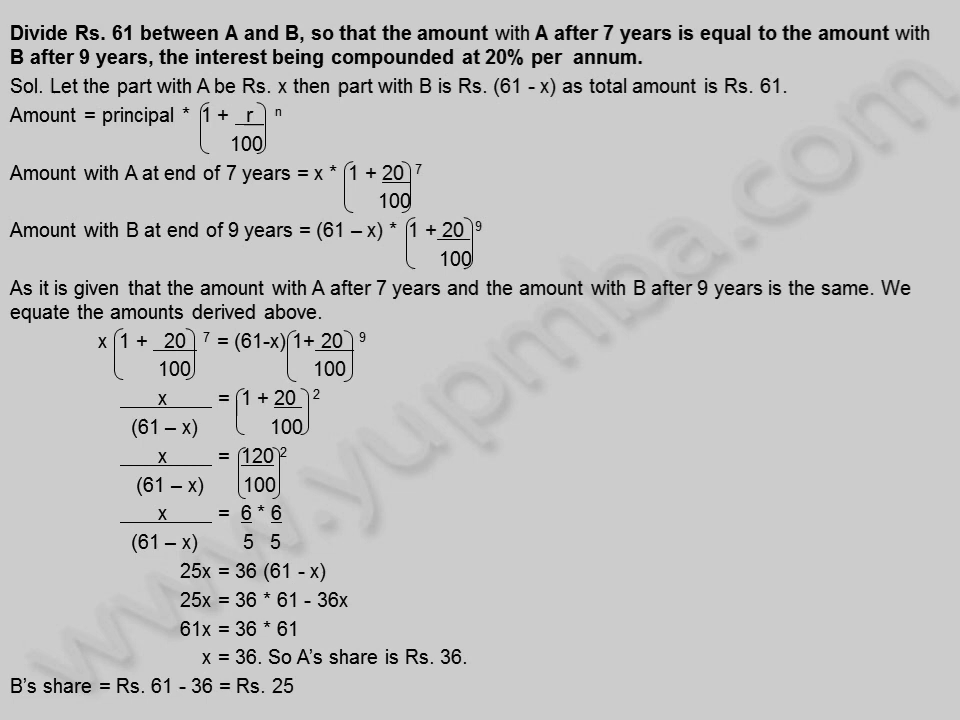 Divide Rs. 61 between A and B, so that the amount with A after 7 years is equal to the amount with
B after 9 years, the interest being compounded at 20% per annum.
Sol. Let the part with A be Rs. x then part with B is Rs. (61 - x) as total amount is Rs. 61.
Amount = principal * (1 + r ) n
100
Amount with A at end of 7 years = x * (1 + 20 ) 7
100
Amount with B at end of 9 years = (61 – x) * (1 + 20 ) 9
100
As it is given that the amount with A after 7 years and the amount with B after 9 years is the same. We
equate the amounts derived above.
x (1 + 20 ) 7 = (61-x) (1+ 20 ) 9
100 100
x = (1 + 20 ) 2
(61 – x) 100
x = (120) 2
(61 – x) 100
x = 6 * 6
(61 – x) 5 5
25x = 36 (61 - x)
25x = 36 * 61 - 36x
61x = 36 * 61
x = 36. So A’s share is Rs. 36.
B’s share = Rs. 61 - 36 = Rs. 25
www.yupmba.com